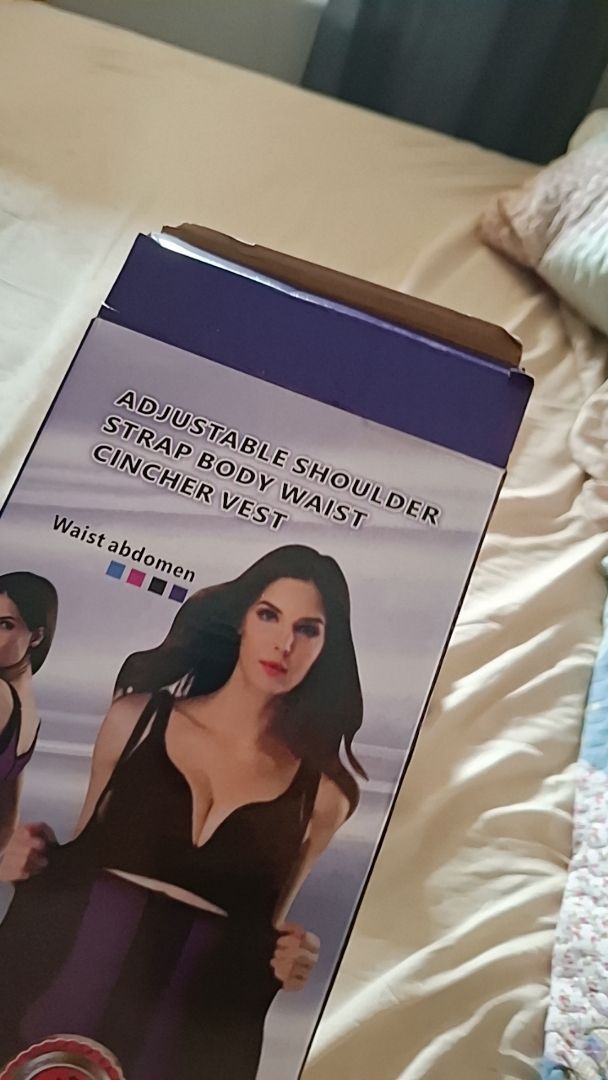 ADJUSTABLE SHOULDER
STRAP BODY WAIST
CINCHER VEST
Waist abdomen